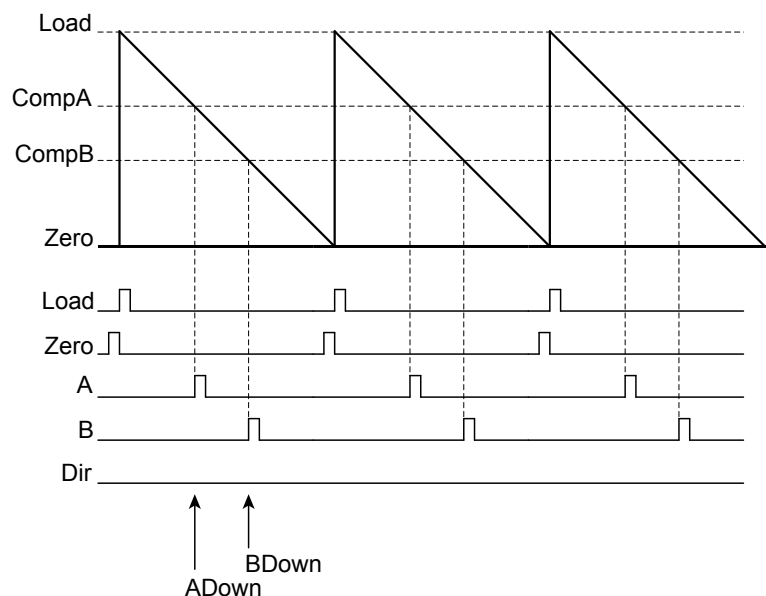 Load
CompA
CompB
Zero
Load
Zero
A
B
Dir
BDown
ADown